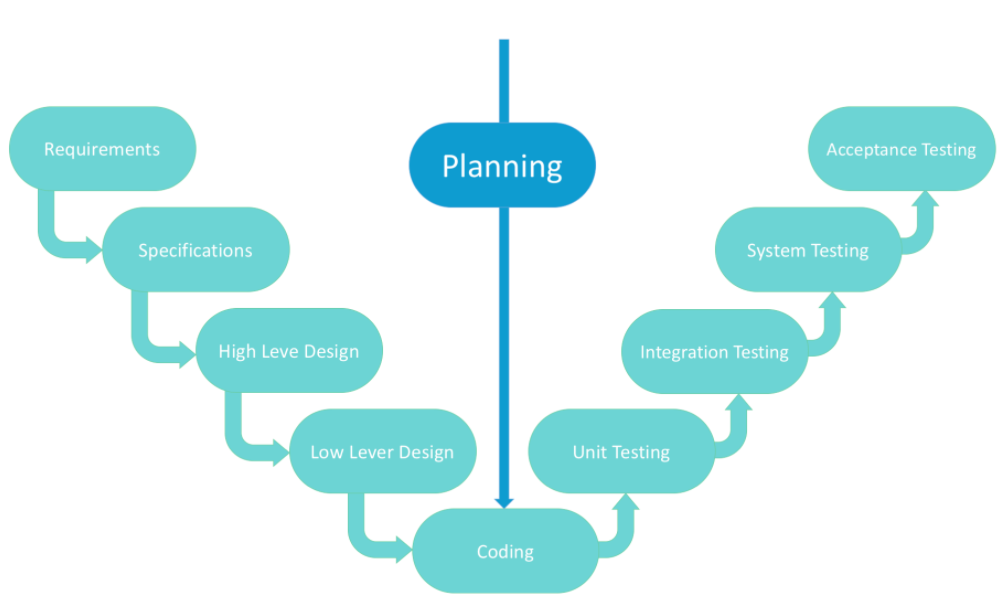 Requirements
Planning
Acceptance Testing
Specifications
System Testing
High Leve Design
Integration Testing
Low Lever Design
Unit Testing
Coding